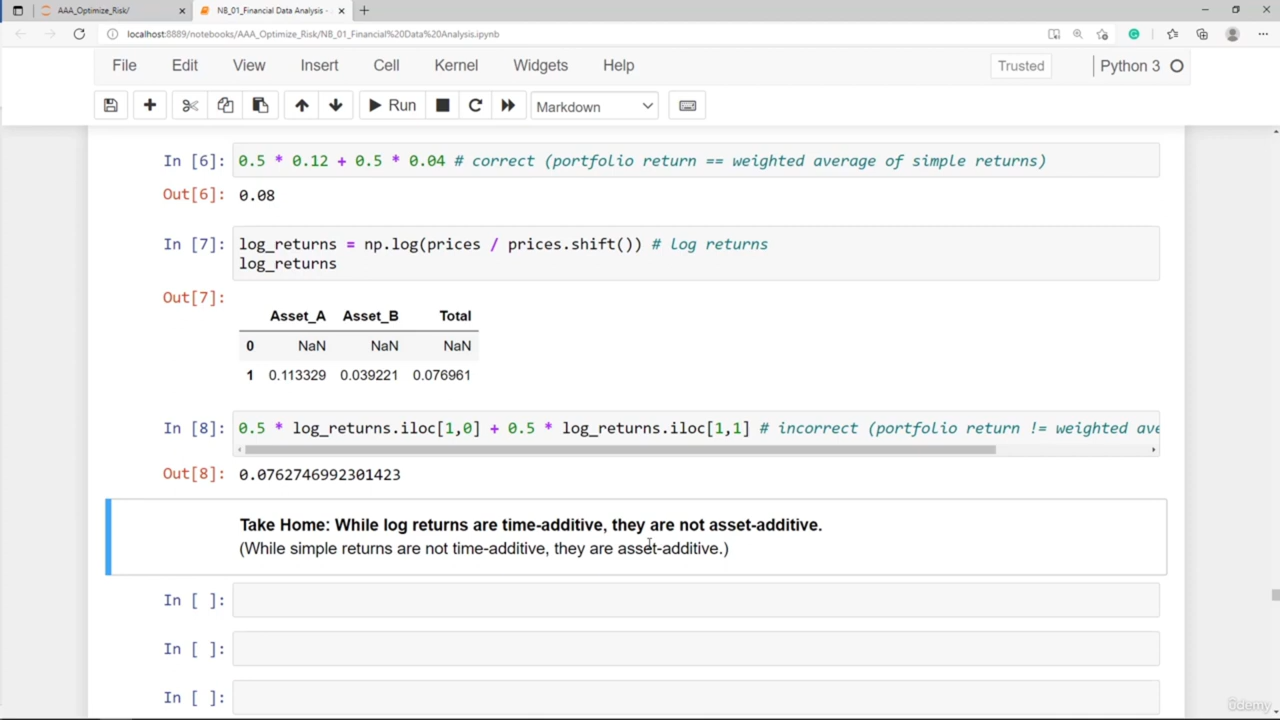 AAA_Optimize_Risk/
NB_01_Financial Data Analysis -
localhost:8889/notebooks/AAA_Optimize_Risk/NB_01_Financial%20Data%20Analysis.ipynb
File Edit View Insert Cell Kernel Widgets Help Trusted Python 3
Run Markdown
In [6]: 0.5 * 0.12 + 0.5 * 0.04 # correct (portfolio return == weighted average of simple returns)
Out[6]: 0.08
In [7]: log_returns = np.log(prices / prices.shift()) # log returns
log_returns
Out[7]:
Asset_A Asset_B Total
0 NaN NaN NaN
1 0.113329 0.039221 0.076961
In [8]: 0.5 * log_returns.iloc[1,0] + 0.5 * log_returns.iloc[1,1] # incorrect (portfolio return != weighted ave
Out[8]: 0.0762746992301423
Take Home: While log returns are time-additive, they are not asset-additive.
(While simple returns are not time-additive, they are asset-additive.)
In [ ]:
In [ ]:
In [ ]:
ûdemy